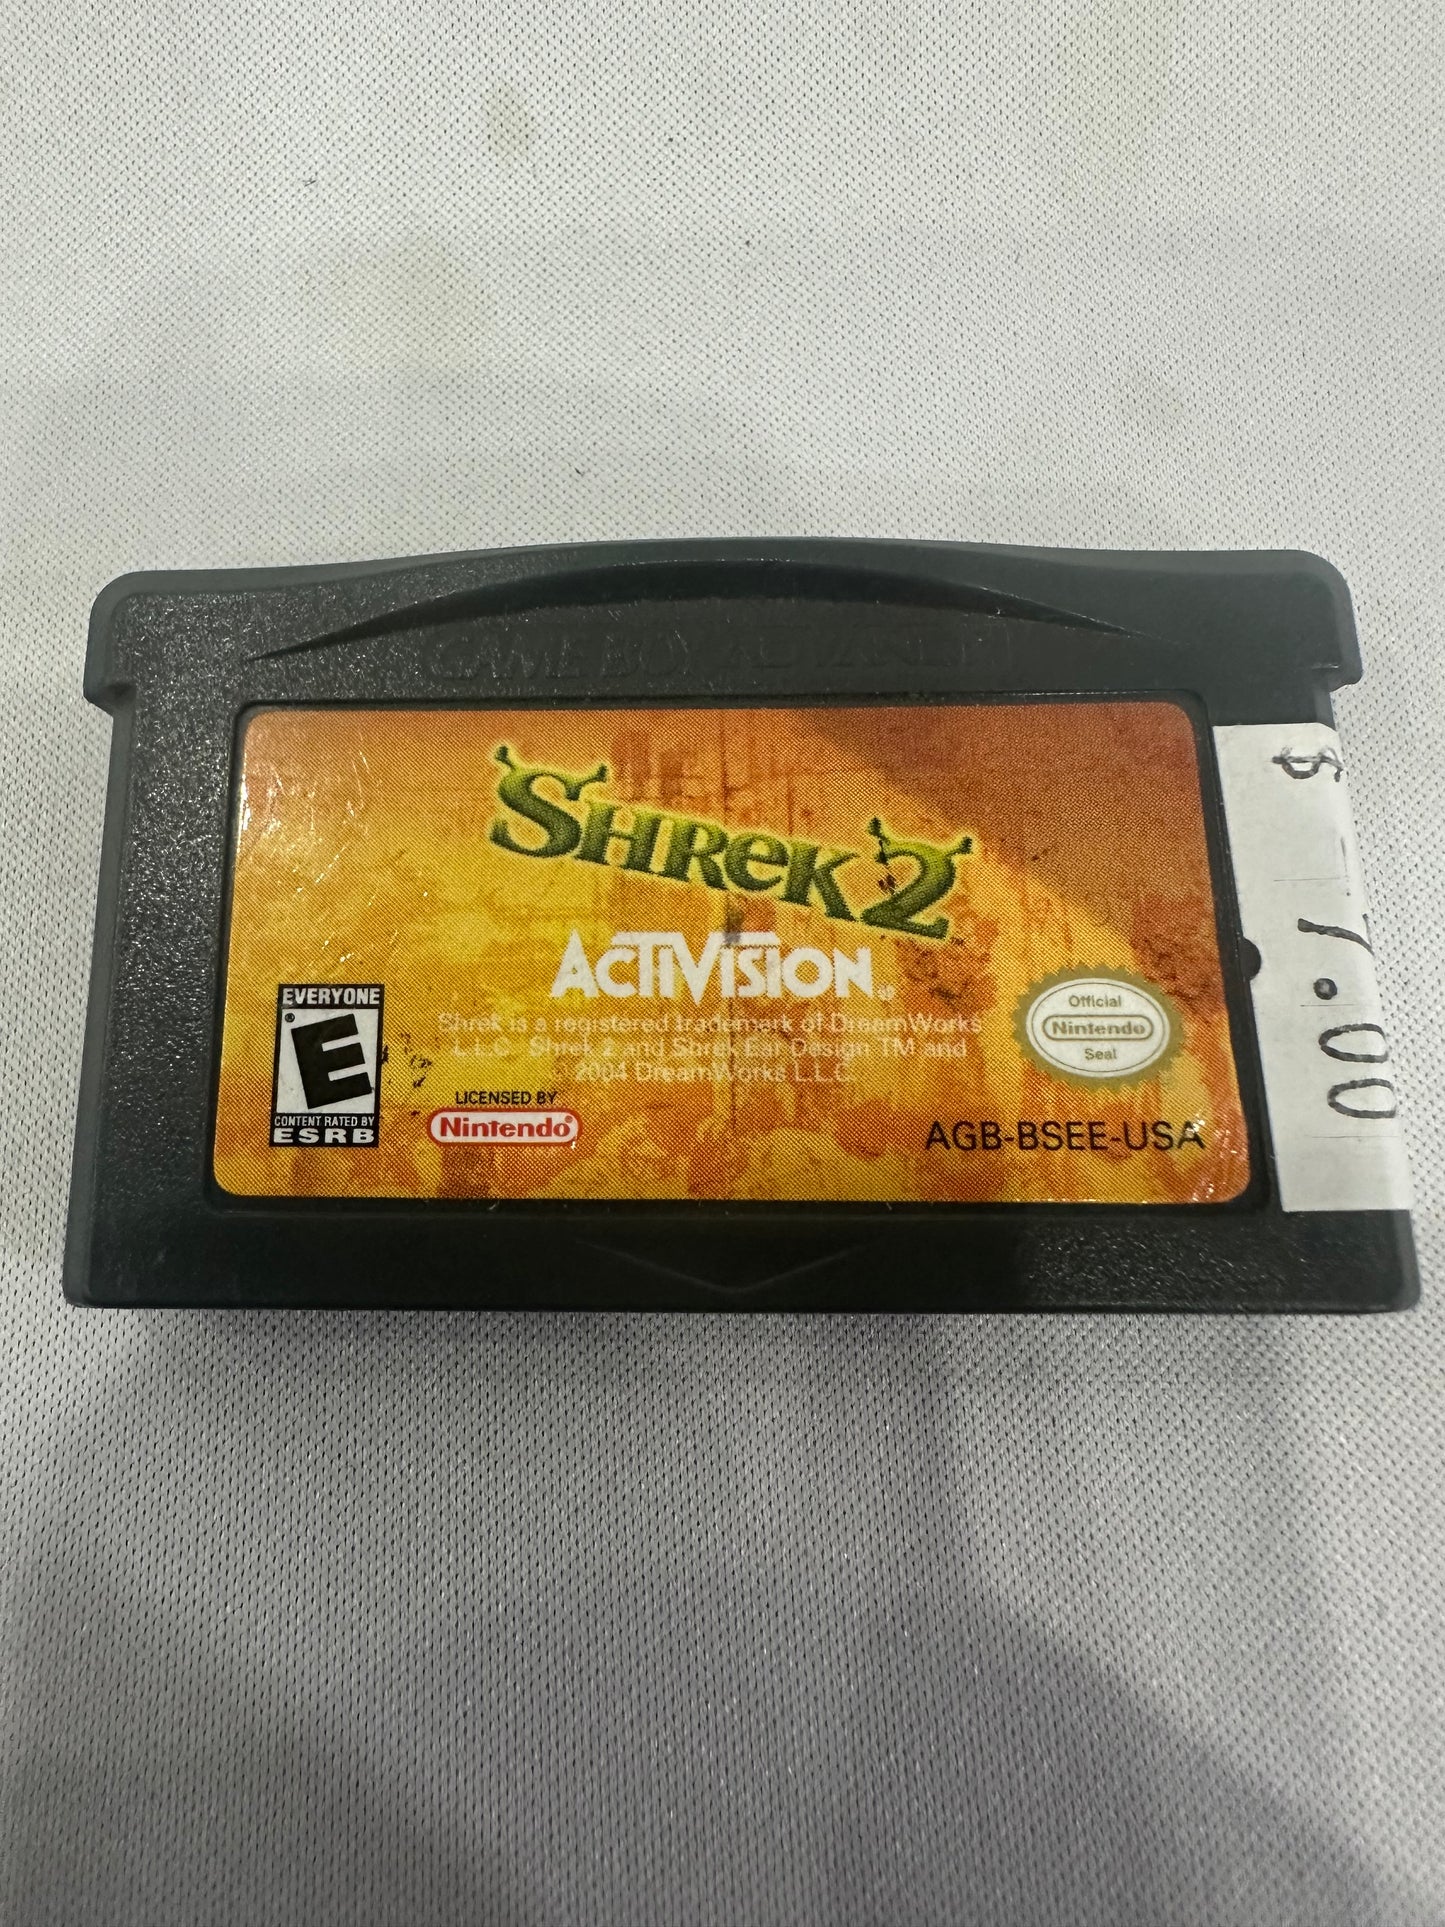 GAME BOY ADVANCE
SHREK 2
ACTIVISION
Shrek is a registered trademark of DreamWorks
L.L.C. Shrek 2 and Shrek Ear Design TM and
© 2004 DreamWorks L.L.C.
EVERYONE
E
CONTENT RATED BY
ESRB
LICENSED BY
Nintendo®
Official
Nintendo
Seal
AGB-BSEE-USA
$ 7.00